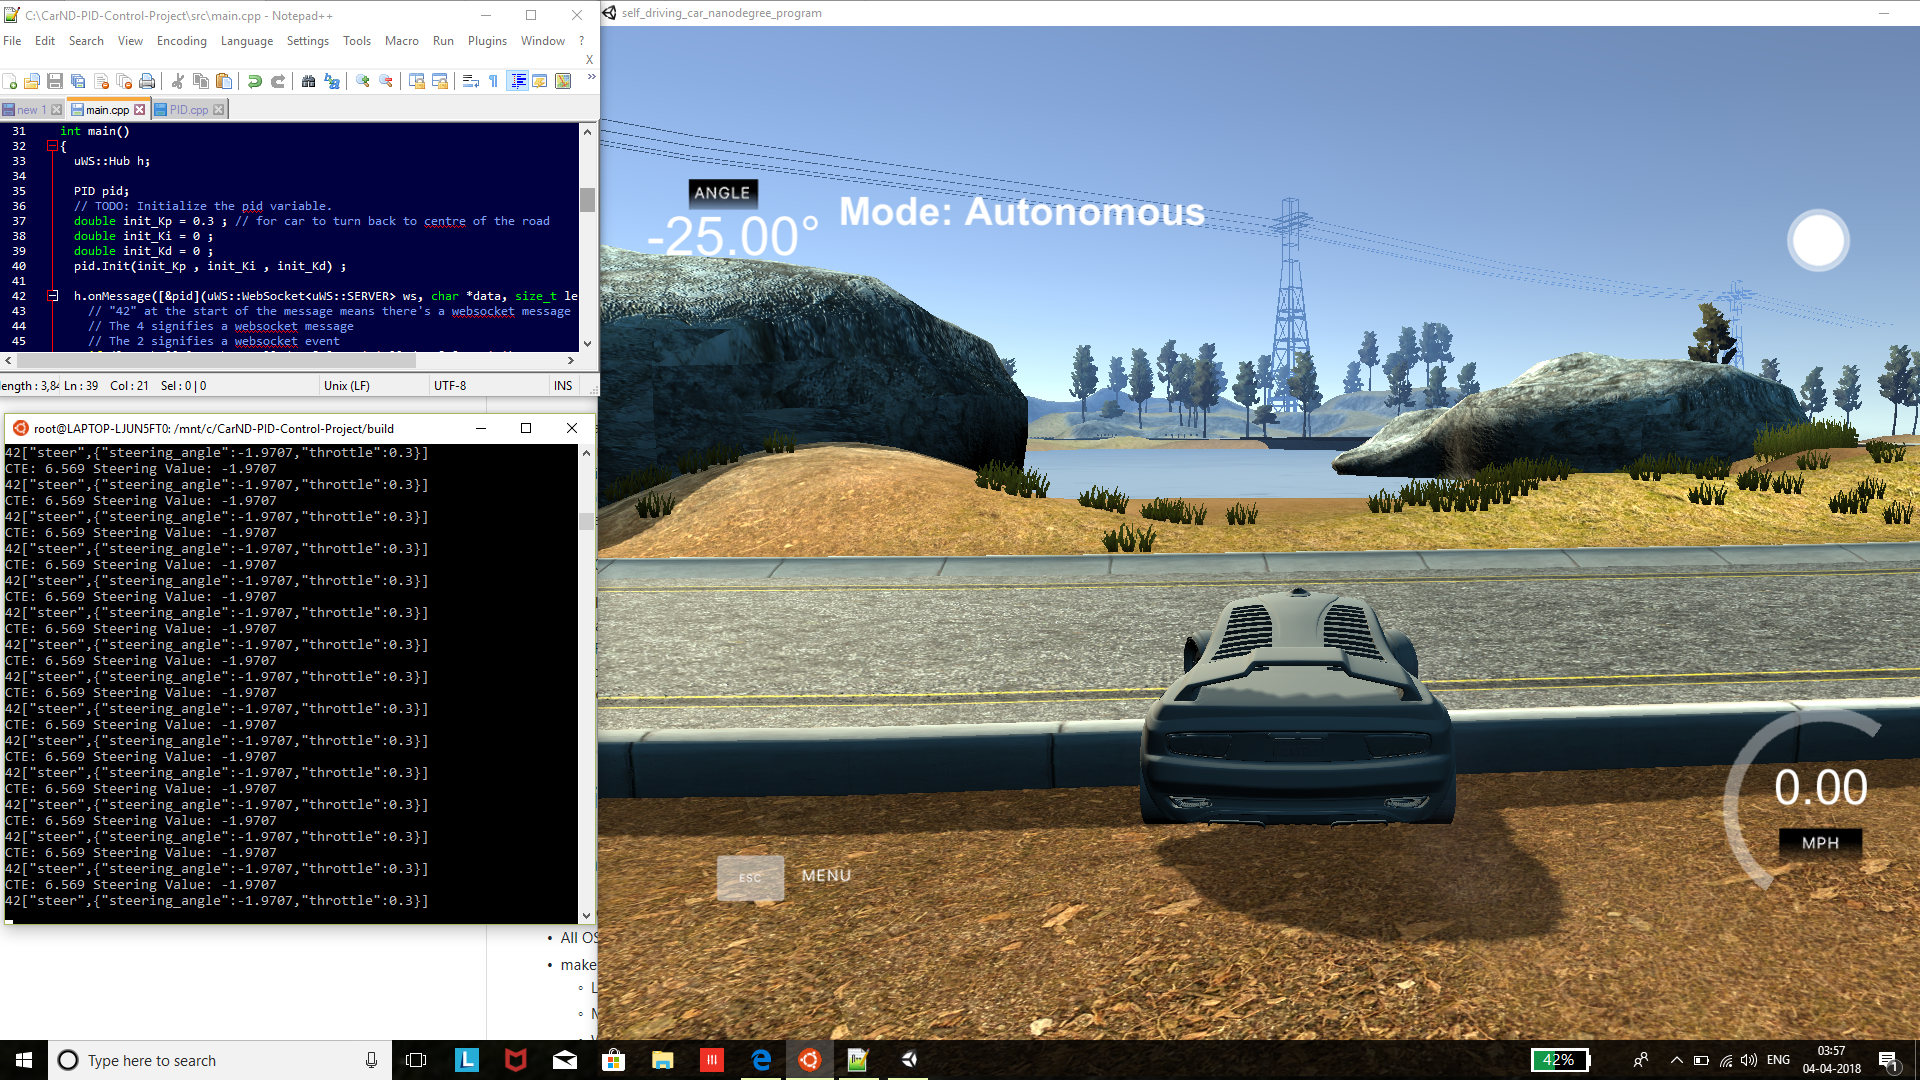 C:\CarND-PID-Control-Project\src\main.cpp - Notepad++
File Edit Search View Encoding Language Settings Tools Macro Run Plugins Window ?
X
new 1 main.cpp PID.cpp
31 int main()
32 {
33 uWS::Hub h;
34
35 PID pid;
36 // TODO: Initialize the pid variable.
37 double init_Kp = 0.3 ; // for car to turn back to centre of the road
38 double init_Ki = 0 ;
39 double init_Kd = 0 ;
40 pid.Init(init_Kp , init_Ki , init_Kd) ;
41
42 h.onMessage([&pid](uWS::WebSocket<uWS::SERVER> ws, char *data, size_t le
43 // "42" at the start of the message means there's a websocket message
44 // The 4 signifies a websocket message
45 // The 2 signifies a websocket event
length : 3,84 Ln : 39 Col : 21 Sel : 0 | 0 Unix (LF) UTF-8 INS
root@LAPTOP-LJUN5FT0: /mnt/c/CarND-PID-Control-Project/build
42["steer",{"steering_angle":-1.9707,"throttle":0.3}]
CTE: 6.569 Steering Value: -1.9707
42["steer",{"steering_angle":-1.9707,"throttle":0.3}]
CTE: 6.569 Steering Value: -1.9707
42["steer",{"steering_angle":-1.9707,"throttle":0.3}]
CTE: 6.569 Steering Value: -1.9707
42["steer",{"steering_angle":-1.9707,"throttle":0.3}]
CTE: 6.569 Steering Value: -1.9707
42["steer",{"steering_angle":-1.9707,"throttle":0.3}]
CTE: 6.569 Steering Value: -1.9707
42["steer",{"steering_angle":-1.9707,"throttle":0.3}]
CTE: 6.569 Steering Value: -1.9707
42["steer",{"steering_angle":-1.9707,"throttle":0.3}]
CTE: 6.569 Steering Value: -1.9707
42["steer",{"steering_angle":-1.9707,"throttle":0.3}]
CTE: 6.569 Steering Value: -1.9707
42["steer",{"steering_angle":-1.9707,"throttle":0.3}]
CTE: 6.569 Steering Value: -1.9707
42["steer",{"steering_angle":-1.9707,"throttle":0.3}]
CTE: 6.569 Steering Value: -1.9707
42["steer",{"steering_angle":-1.9707,"throttle":0.3}]
CTE: 6.569 Steering Value: -1.9707
42["steer",{"steering_angle":-1.9707,"throttle":0.3}]
CTE: 6.569 Steering Value: -1.9707
42["steer",{"steering_angle":-1.9707,"throttle":0.3}]
CTE: 6.569 Steering Value: -1.9707
42["steer",{"steering_angle":-1.9707,"throttle":0.3}]
CTE: 6.569 Steering Value: -1.9707
42["steer",{"steering_angle":-1.9707,"throttle":0.3}]
• All OS
• make
self_driving_car_nanodegree_program
ANGLE
-25.00°
Mode: Autonomous
0.00
MPH
ESC MENU
Type here to search
42%
ENG
03:57
04-04-2018
1